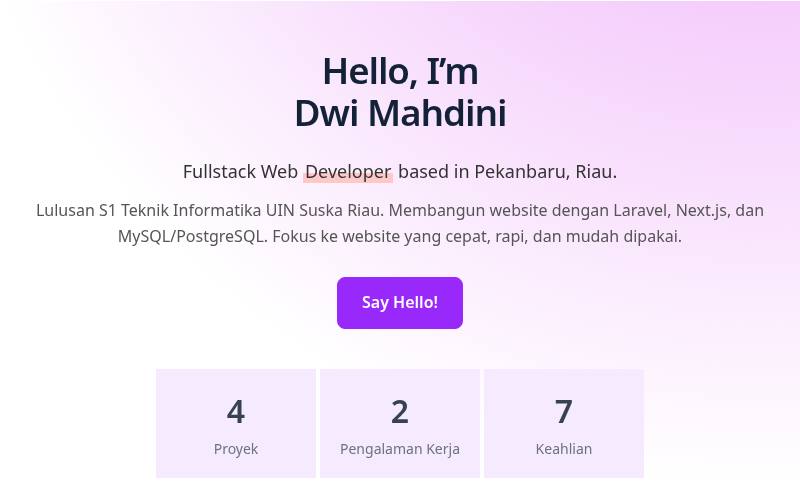 Hello, I’m
Dwi Mahdini
Fullstack Web Developer based in Pekanbaru, Riau.
Lulusan S1 Teknik Informatika UIN Suska Riau. Membangun website dengan Laravel, Next.js, dan
MySQL/PostgreSQL. Fokus ke website yang cepat, rapi, dan mudah dipakai.
Say Hello!
4
Proyek
2
Pengalaman Kerja
7
Keahlian